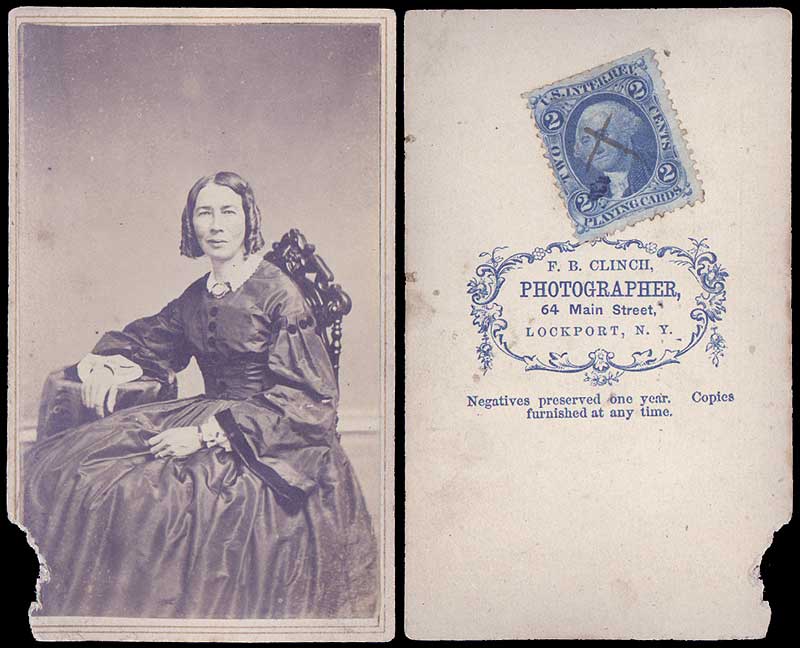 U.S. INTER. REV.
2 2
TWO CENTS
2 2
PLAYING CARDS
F. B. CLINCH,
PHOTOGRAPHER,
64 Main Street,
LOCKPORT, N. Y.
Negatives preserved one year. Copies
furnished at any time.